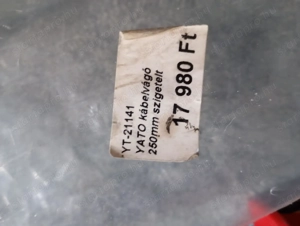 YT-21141
YATO kábelvágó
250mm szigetelt
17 980 Ft